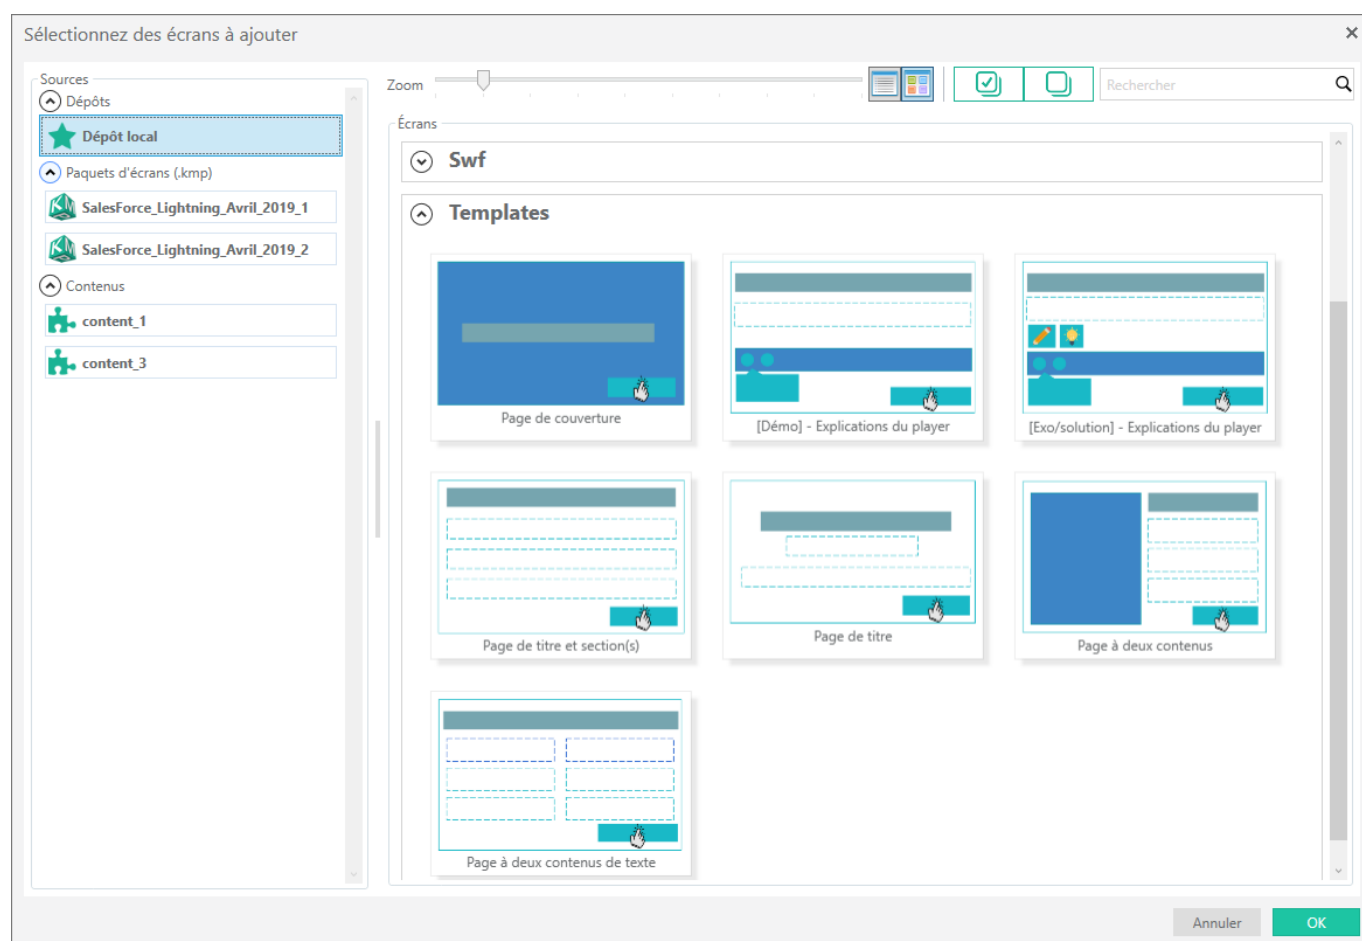 Sélectionnez des écrans à ajouter
Sources
Dépôts
Dépôt local
Paquets d'écrans (.kmp)
SalesForce_Lightning_Avril_2019_1
SalesForce_Lightning_Avril_2019_2
Contenus
content_1
content_3
Zoom
Rechercher
Écrans
Swf
Templates
Page de couverture
[Démo] - Explications du player
[Exo/solution] - Explications du player
Page de titre et section(s)
Page de titre
Page à deux contenus
Page à deux contenus de texte
Annuler
OK